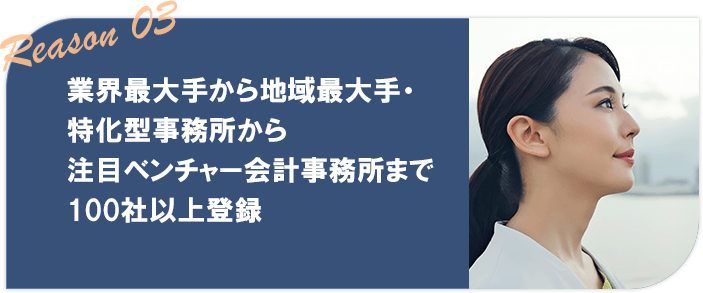 Reason 03
業界最大手から地域最大手・
特化型事務所から
注目ベンチャー会計事務所まで
100社以上登録